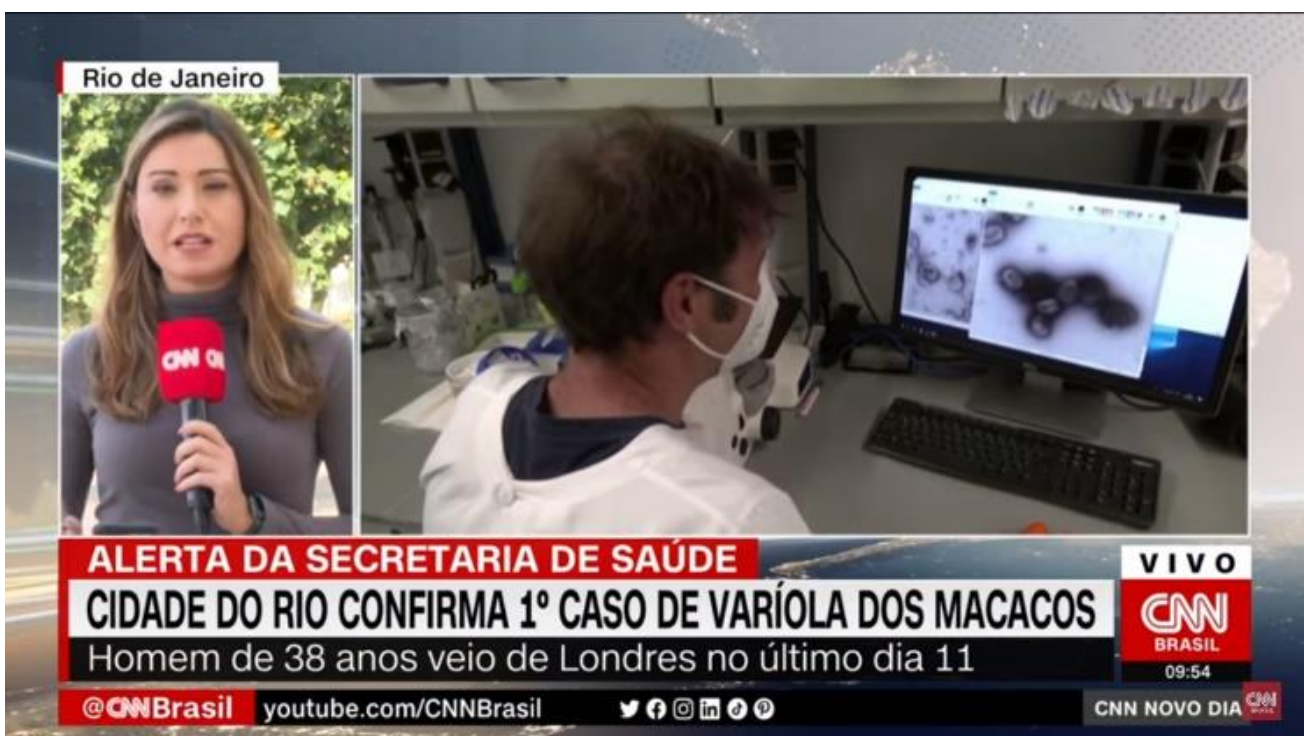 Rio de Janeiro
CNN
ALERTA DA SECRETARIA DE SAÚDE
CIDADE DO RIO CONFIRMA 1º CASO DE VARÍOLA DOS MACACOS
Homem de 38 anos veio de Londres no último dia 11
VIVO
CNN
BRASIL
09:54
@CNNBrasil youtube.com/CNNBrasil
CNN NOVO DIA
CNN